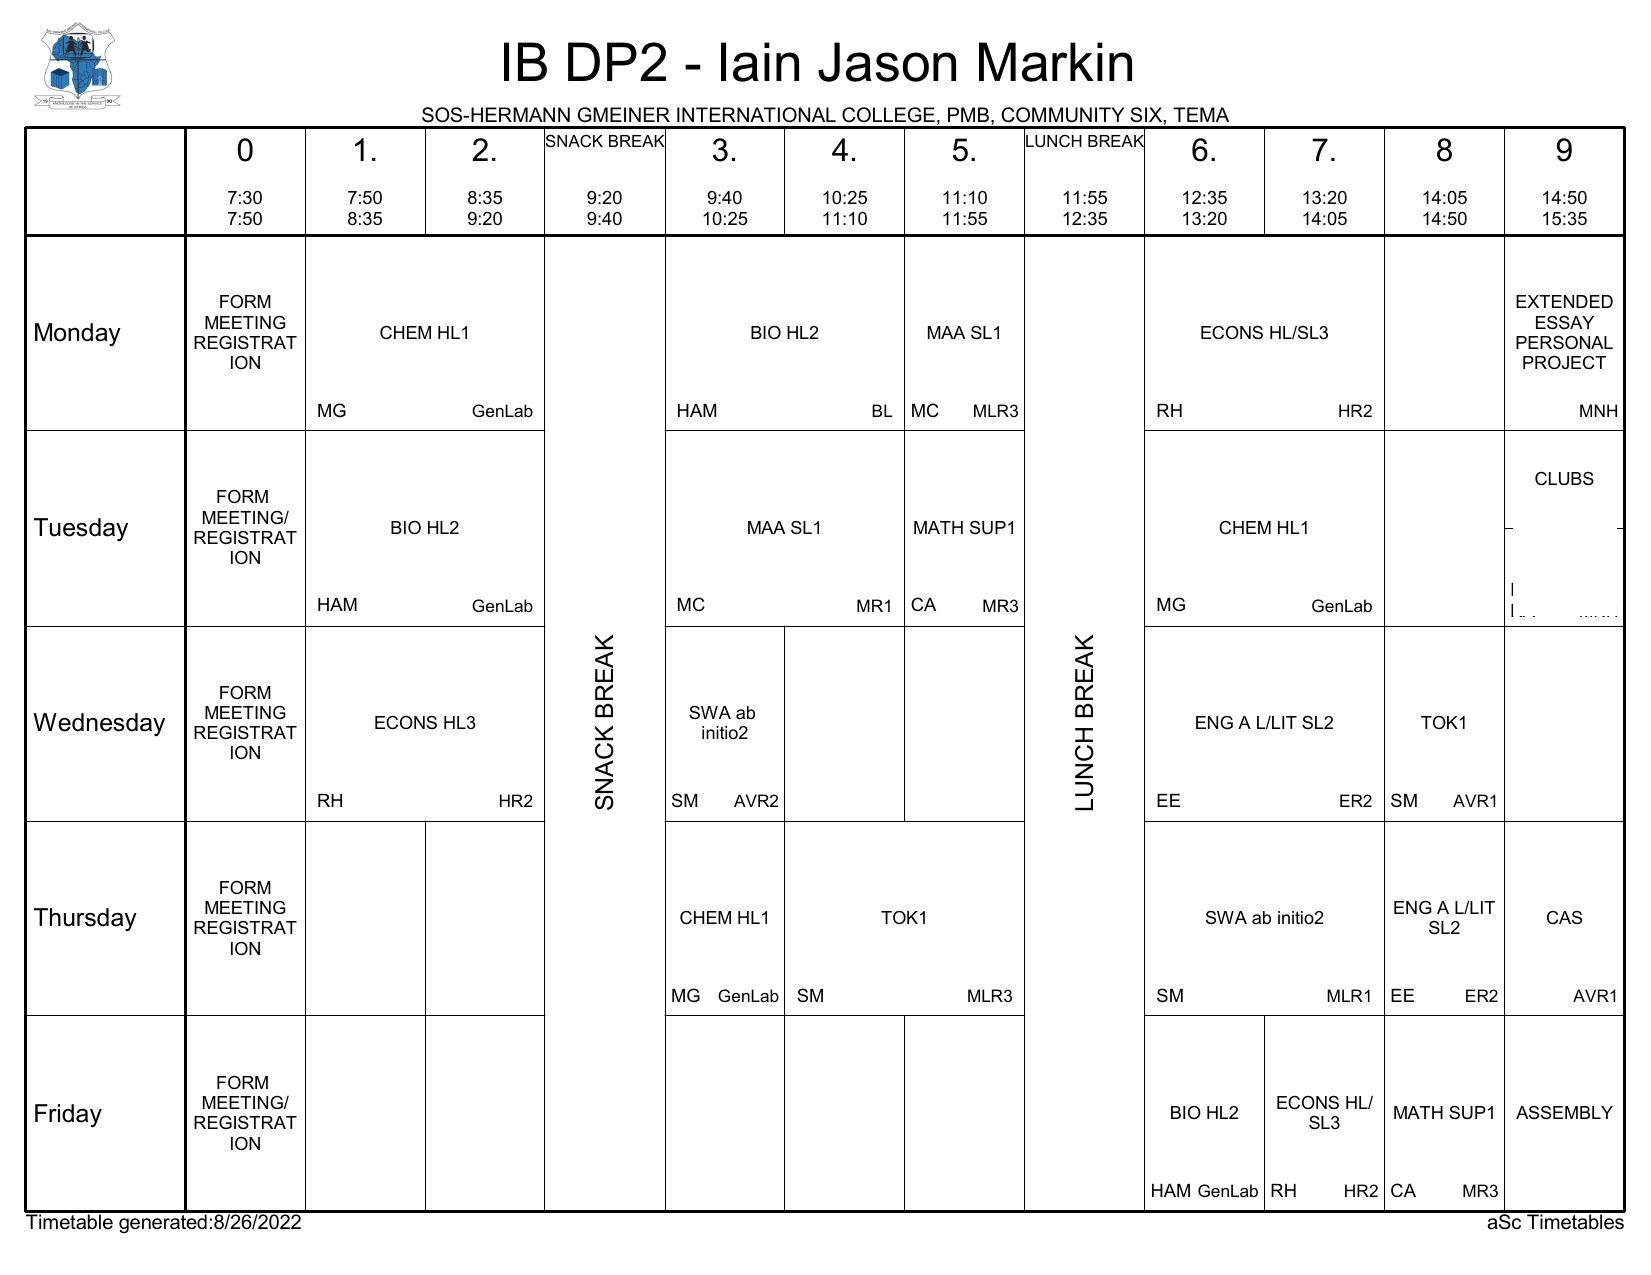 IB DP2 - Iain Jason Markin
SOS-HERMANN GMEINER INTERNATIONAL COLLEGE, PMB, COMMUNITY SIX, TEMA
0 1. 2. SNACK BREAK 3. 4. 5. LUNCH BREAK 6. 7. 8 9
7:30 7:50 8:35 9:20 9:40 10:25 11:10 11:55 12:35 13:20 14:05 14:50
7:50 8:35 9:20 9:40 10:25 11:10 11:55 12:35 13:20 14:05 14:50 15:35
Monday
FORM
MEETING
REGISTRAT
ION
CHEM HL1
MG GenLab
BIO HL2
HAM BL
MAA SL1
MC MLR3
ECONS HL/SL3
RH HR2
EXTENDED
ESSAY
PERSONAL
PROJECT
MNH
Tuesday
FORM
MEETING/
REGISTRAT
ION
BIO HL2
HAM GenLab
MAA SL1
MC MR1
MATH SUP1
CA MR3
CHEM HL1
MG GenLab
CLUBS
SNACK BREAK
LUNCH BREAK
Wednesday
FORM
MEETING
REGISTRAT
ION
ECONS HL3
RH HR2
SWA ab
initio2
SM AVR2
ENG A L/LIT SL2
EE ER2
TOK1
SM AVR1
Thursday
FORM
MEETING
REGISTRAT
ION
CHEM HL1
MG GenLab
TOK1
SM MLR3
SWA ab initio2
SM MLR1
ENG A L/LIT
SL2
EE ER2
CAS
AVR1
Friday
FORM
MEETING/
REGISTRAT
ION
BIO HL2
HAM GenLab
ECONS HL/
SL3
RH HR2
MATH SUP1
CA MR3
ASSEMBLY
Timetable generated:8/26/2022
aSc Timetables